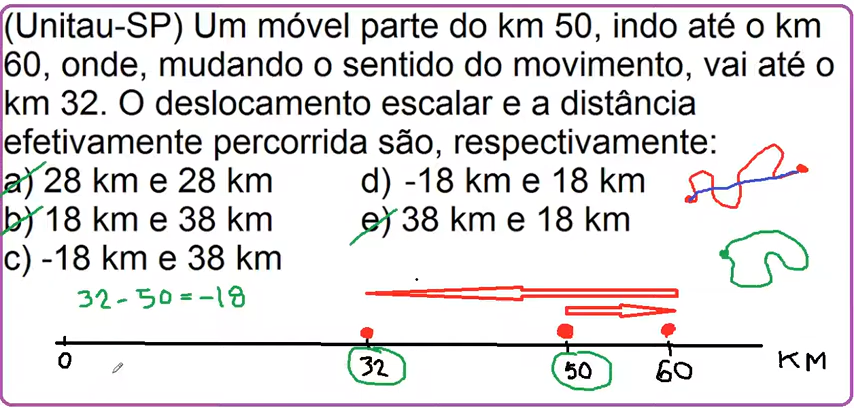 (Unitau-SP) Um móvel parte do km 50, indo até o km
60, onde, mudando o sentido do movimento, vai até o
km 32. O deslocamento escalar e a distância
efetivamente percorrida são, respectivamente:
a) 28 km e 28 km d) -18 km e 18 km
b) 18 km e 38 km e) 38 km e 18 km
c) -18 km e 38 km
32 - 50 = -18
0 32 50 60 KM